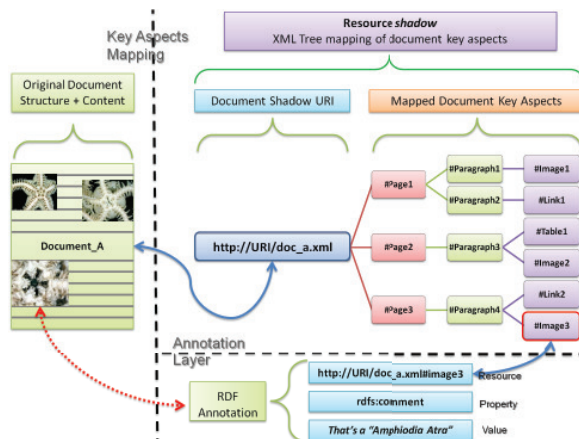 Key Aspects
Mapping
Resource shadow
XML Tree mapping of document key aspects
Original Document
Structure + Content
Document Shadow URI
Mapped Document Key Aspects
Document_A
http://URI/doc_a.xml
#Page1
#Paragraph1
#Image1
#Paragraph2
#Link1
#Page2
#Paragraph3
#Table1
#Image2
#Page3
#Paragraph4
#Link2
#Image3
Annotation
Layer
RDF
Annotation
http://URI/doc_a.xml#image3
Resource
rdfs:comment
Property
That's a "Amphiodia Atra"
Value